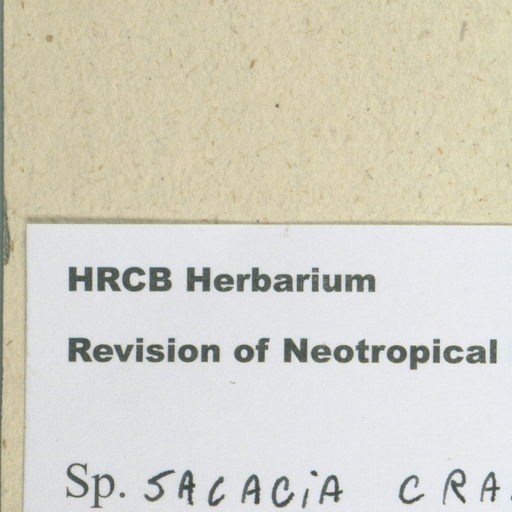 HRCB Herbarium
Revision of Neotropical
Sp. SACACIA CRA